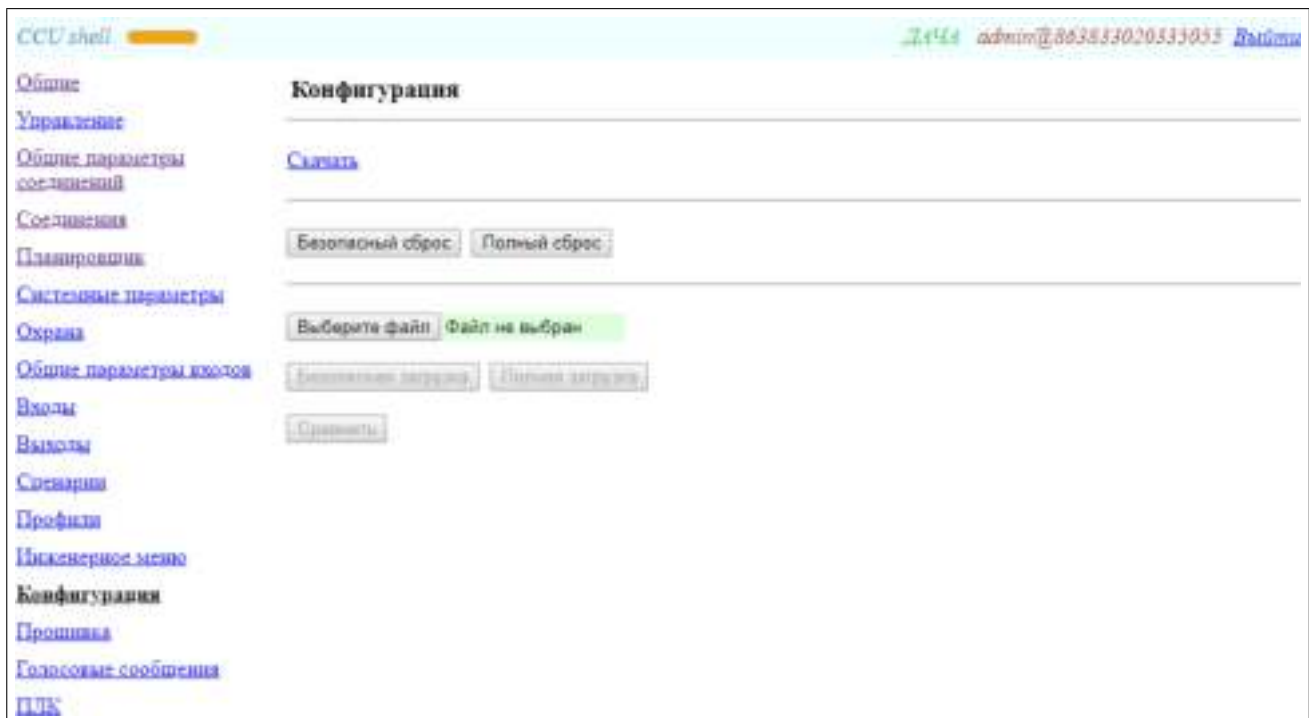 CCU shell
ДАЧА admin@863833020333033 Выйти
Общие
Управление
Общие параметры
соединений
Соединения
Планировщик
Системные параметры
Охрана
Общие параметры входов
Входы
Выходы
Сценарии
Профили
Инженерное меню
Конфигурация
Прошивка
Голосовые сообщения
ПЛК
Конфигурация
Скачать
Безопасный сброс Полный сброс
Выберите файл Файл не выбран
Безопасная загрузка Полная загрузка
Сравнить